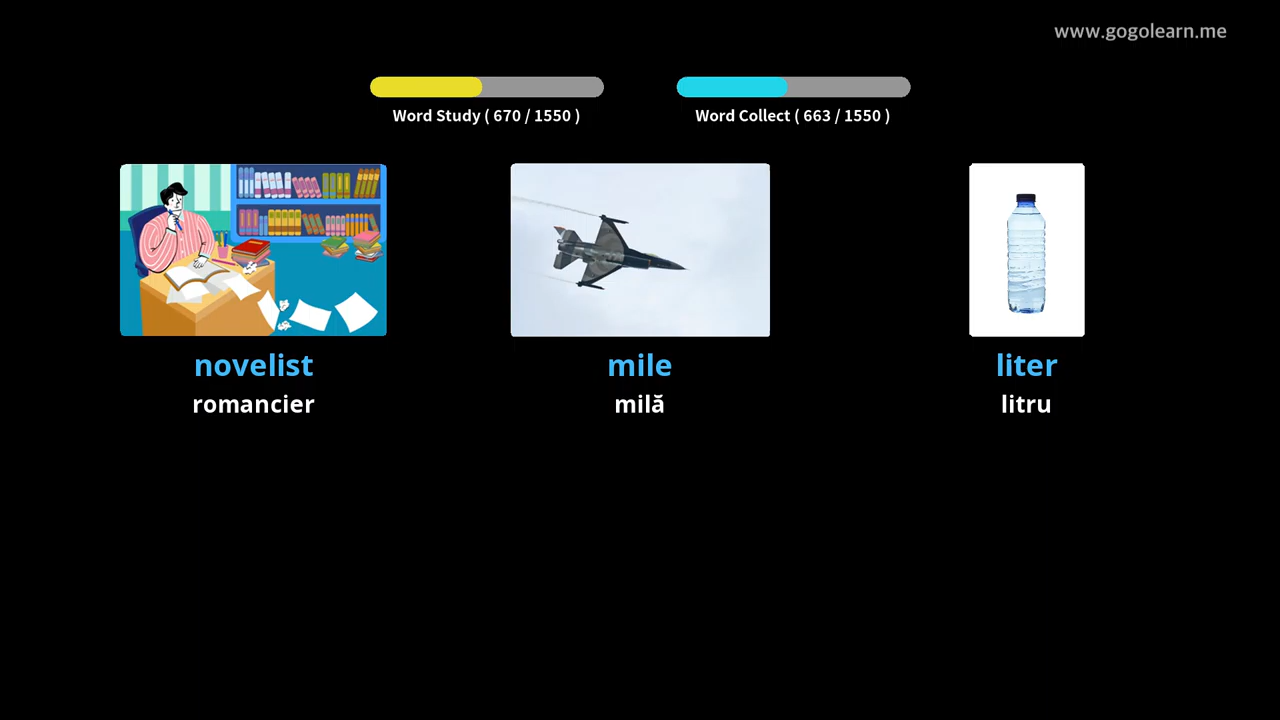 www.gogolearn.me
Word Study ( 670 / 1550 )
Word Collect ( 663 / 1550 )
novelist
romancier
mile
milă
liter
litru